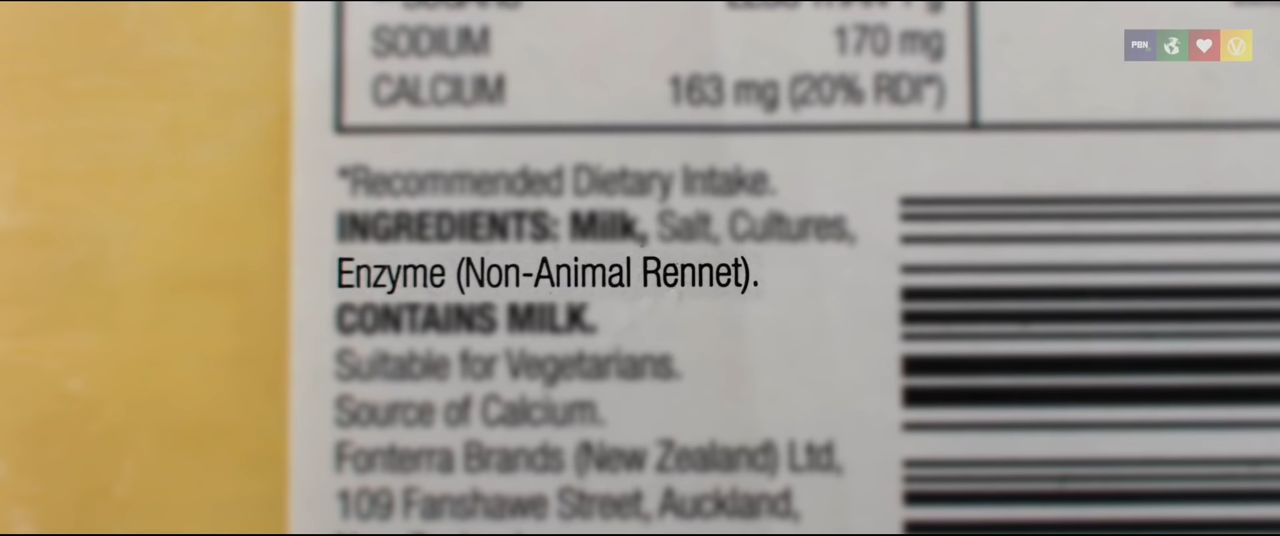 SODIUM 170 mg
CALCIUM 163 mg (20% RDI*)
*Recommended Dietary Intake.
INGREDIENTS: Milk, Salt, Cultures,
Enzyme (Non-Animal Rennet).
CONTAINS MILK.
Suitable for Vegetarians.
Source of Calcium.
Fonterra Brands (New Zealand) Ltd,
109 Fanshawe Street, Auckland,
PBN